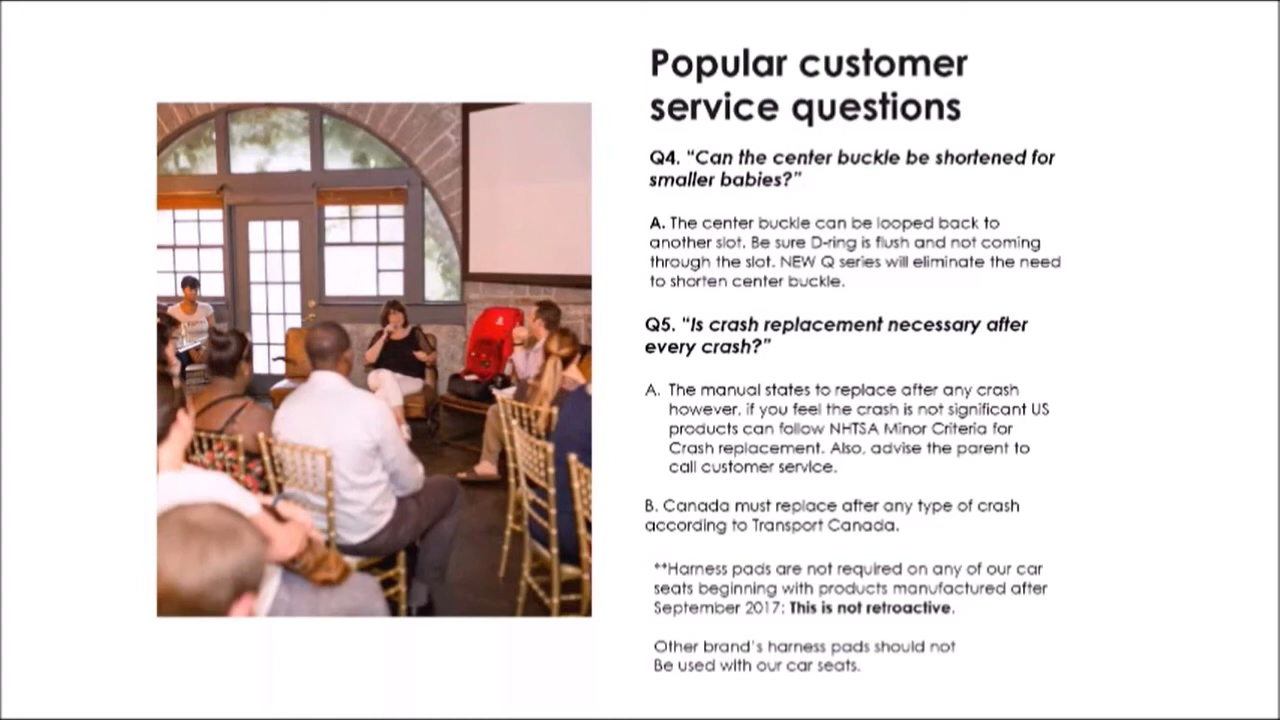 Popular customer
service questions
Q4. “Can the center buckle be shortened for
smaller babies?”
A. The center buckle can be looped back to
another slot. Be sure D-ring is flush and not coming
through the slot. NEW Q series will eliminate the need
to shorten center buckle.
Q5. “Is crash replacement necessary after
every crash?”
A. The manual states to replace after any crash
however, if you feel the crash is not significant US
products can follow NHTSA Minor Criteria for
Crash replacement. Also, advise the parent to
call customer service.
B. Canada must replace after any type of crash
according to Transport Canada.
**Harness pads are not required on any of our car
seats beginning with products manufactured after
September 2017; This is not retroactive.
Other brand’s harness pads should not
Be used with our car seats.